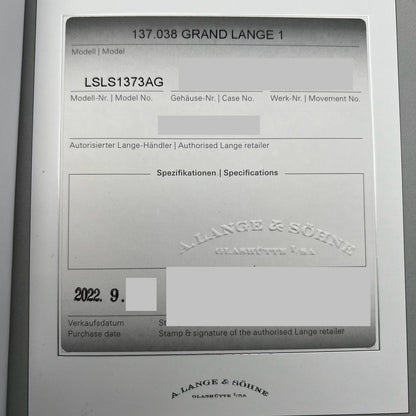 137.038 GRAND LANGE 1
Modell | Model
LSLS1373AG
Modell-Nr. | Model No. Gehäuse-Nr. | Case No. Werk-Nr. | Movement No.
Autorisierter Lange-Händler | Authorised Lange retailer
Spezifikationen | Specifications
A. LANGE & SÖHNE
GLASHÜTTE I/SA
2022. 9.
Verkaufsdatum St
Purchase date Stamp & signature of the authorised Lange retailer
A. LANGE & SÖHNE
GLASHÜTTE I/SA